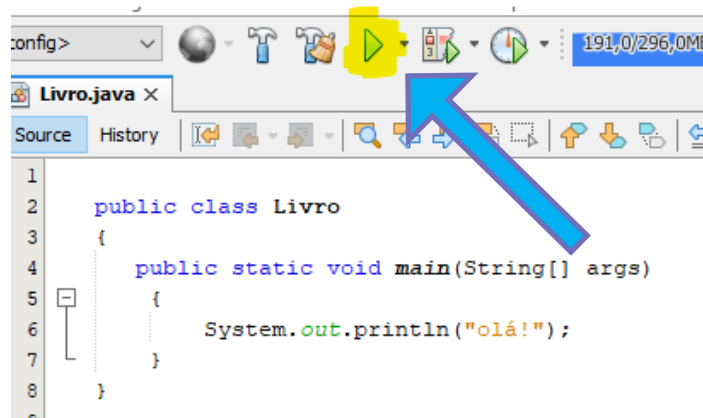 config>
191,0/296,0MB
Livro.java
Source History
1
2 public class Livro
3 {
4 public static void main(String[] args)
5 {
6 System.out.println("olá!");
7 }
8 }